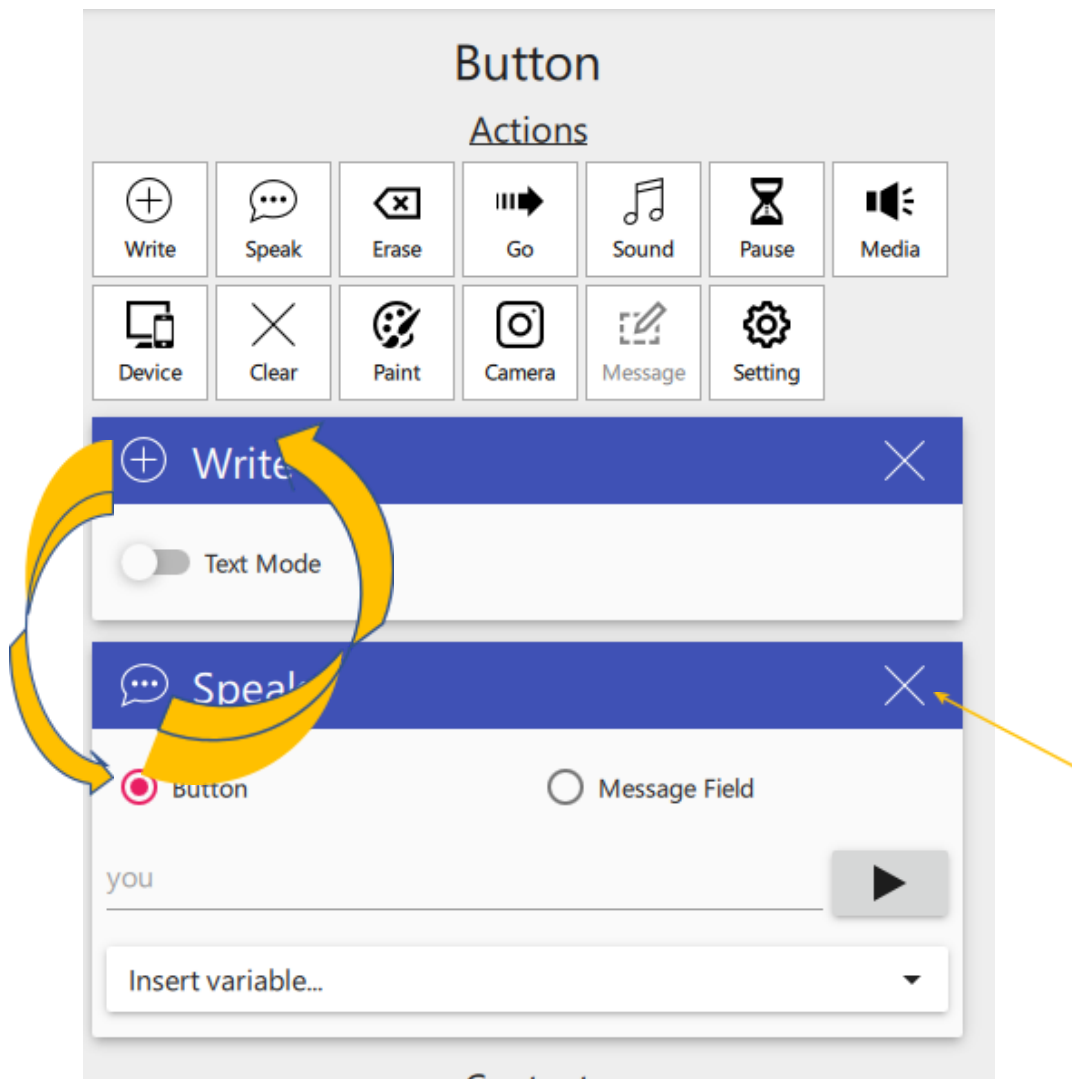 Button
Actions
Write Speak Erase Go Sound Pause Media
Device Clear Paint Camera Message Setting
Write
Text Mode
Speak
Button Message Field
you
Insert variable...